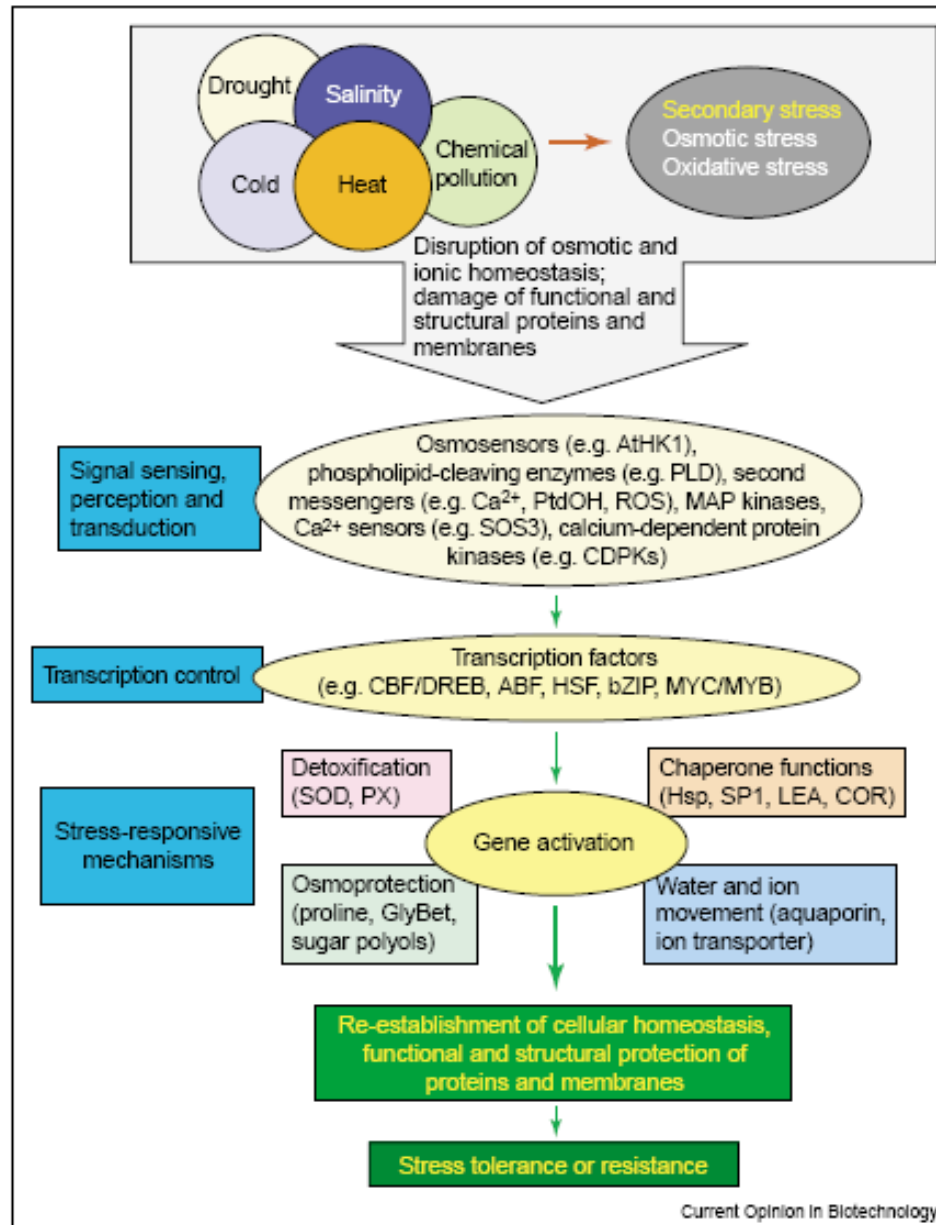 Drought
Salinity
Cold
Heat
Chemical
pollution
Secondary stress
Osmotic stress
Oxidative stress
Disruption of osmotic and
ionic homeostasis;
damage of functional and
structural proteins and
membranes
Signal sensing,
perception and
transduction
Osmosensors (e.g. AtHK1),
phospholipid-cleaving enzymes (e.g. PLD), second
messengers (e.g. Ca²⁺, PtdOH, ROS), MAP kinases,
Ca²⁺ sensors (e.g. SOS3), calcium-dependent protein
kinases (e.g. CDPKs)
Transcription control
Transcription factors
(e.g. CBF/DREB, ABF, HSF, bZIP, MYC/MYB)
Stress-responsive
mechanisms
Detoxification
(SOD, PX)
Chaperone functions
(Hsp, SP1, LEA, COR)
Gene activation
Osmoprotection
(proline, GlyBet,
sugar polyols)
Water and ion
movement (aquaporin,
ion transporter)
Re-establishment of cellular homeostasis,
functional and structural protection of
proteins and membranes
Stress tolerance or resistance
Current Opinion in Biotechnology